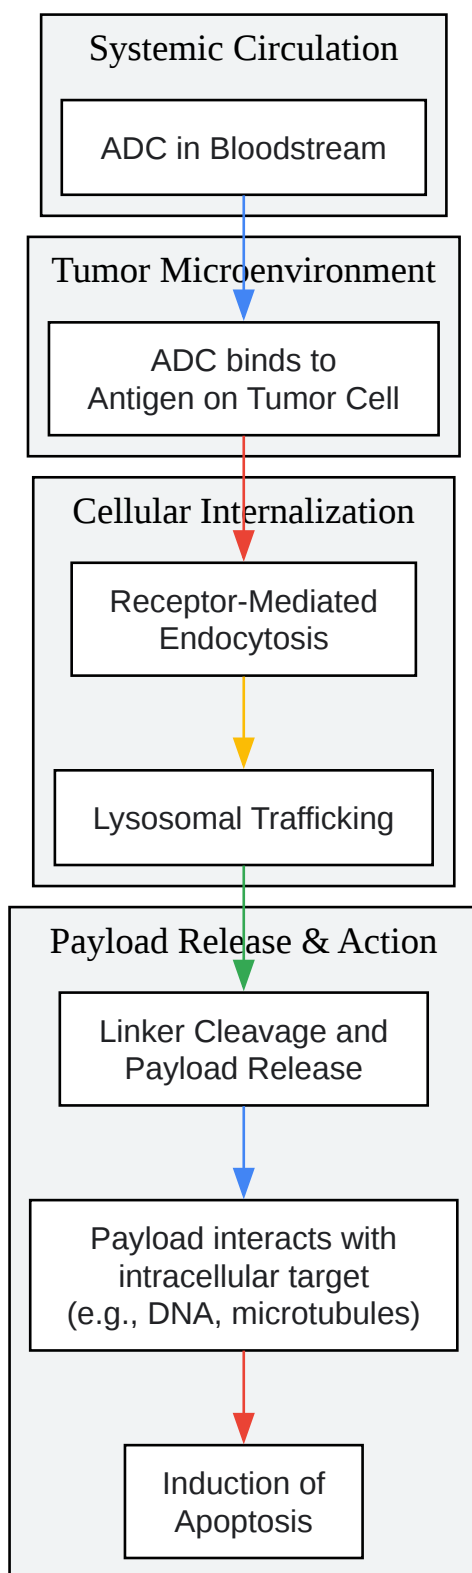 Systemic Circulation
ADC in Bloodstream
Tumor Microenvironment
ADC binds to
Antigen on Tumor Cell
Cellular Internalization
Receptor-Mediated
Endocytosis
Lysosomal Trafficking
Payload Release & Action
Linker Cleavage and
Payload Release
Payload interacts with
intracellular target
(e.g., DNA, microtubules)
Induction of
Apoptosis